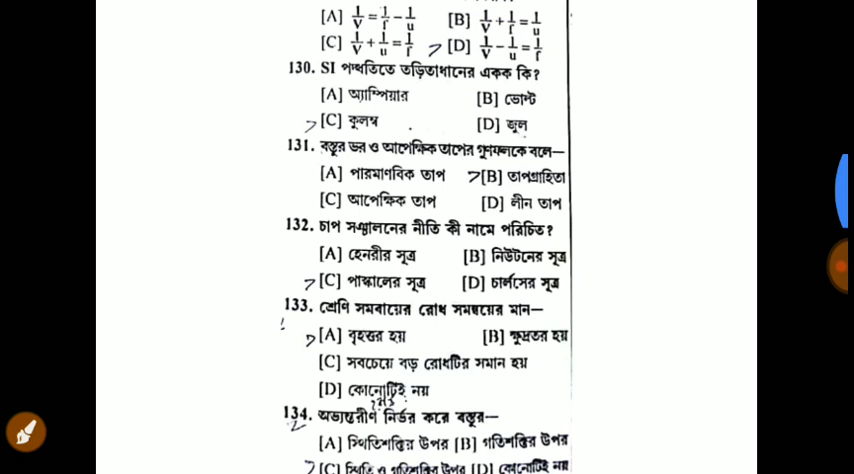 [A] 1/V = 1/f − 1/u [B] 1/V + 1/f = 1/u
[C] 1/V + 1/u = 1/f [D] 1/V − 1/u = 1/f
130. SI পদ্ধতিতে তড়িতাধানের একক কি?
[A] অ্যাম্পিয়ার [B] ভোল্ট
[C] কুলম্ব [D] জুল
131. বস্তুর ভর ও আপেক্ষিক তাপের গুণফলকে বলে—
[A] পারমাণবিক তাপ [B] তাপগ্রাহিতা
[C] আপেক্ষিক তাপ [D] লীন তাপ
132. চাপ সঞ্চালনের নীতি কী নামে পরিচিত?
[A] হেনরীর সূত্র [B] নিউটনের সূত্র
[C] পাস্কালের সূত্র [D] চার্লসের সূত্র
133. শ্রেণি সমবায়ের রোধ সমন্বয়ের মান—
[A] বৃহত্তর হয় [B] ক্ষুদ্রতর হয়
[C] সবচেয়ে বড় রোধটির সমান হয়
[D] কোনোটিই নয়
134. অভ্যন্তরীণ নির্ভর করে বস্তুর—
[A] স্থিতিশক্তির উপর [B] গতিশক্তির উপর
[C] স্থিতি ও গতিশক্তির উপর [D] কোনোটিই নয়